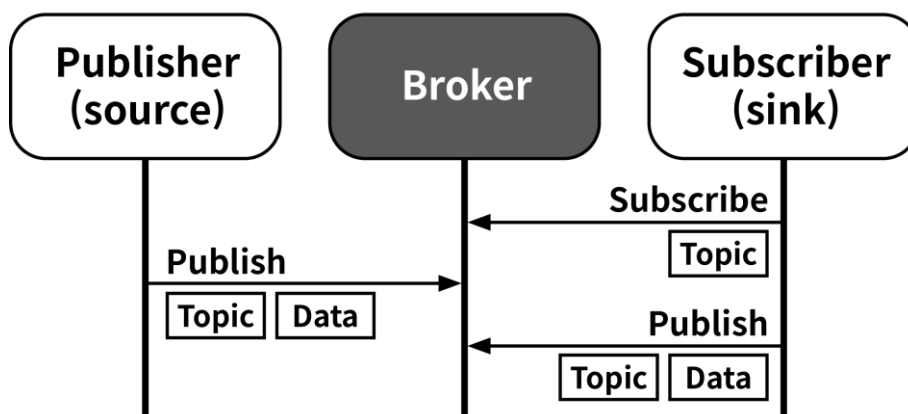 Publisher
(source)
Broker
Subscriber
(sink)
Subscribe
Topic
Publish
Topic Data
Publish
Topic Data